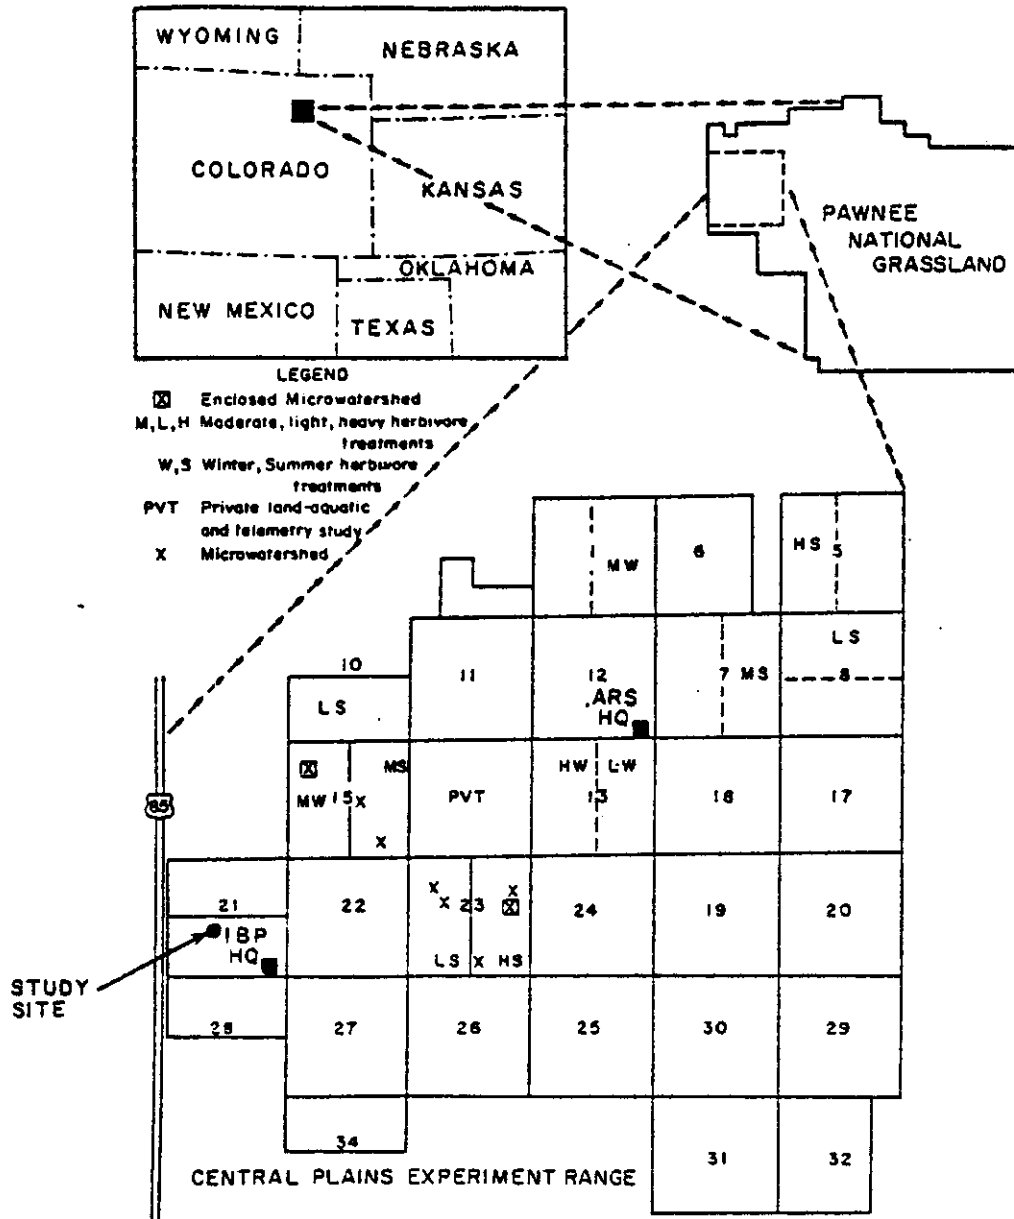 WYOMING
NEBRASKA
COLORADO
KANSAS
OKLAHOMA
NEW MEXICO
TEXAS
PAWNEE
NATIONAL
GRASSLAND
LEGEND
X Enclosed Microwatershed
M,L,H Moderate, light, heavy herbivore
treatments
W,S Winter, Summer herbivore
treatments
PVT Private land-aquatic
and telemetry study
X Microwatershed
MW
6
HS 5
LS
10
11
12
7 MS
8
ARS
HQ
LS
X
MS
HW LW
MW 15 X
PVT
13
16
17
X
85
X
X
21
22
X 23 X
24
19
20
IBP
HQ
LS X HS
STUDY
SITE
28
27
26
25
30
29
34
31
32
CENTRAL PLAINS EXPERIMENT RANGE